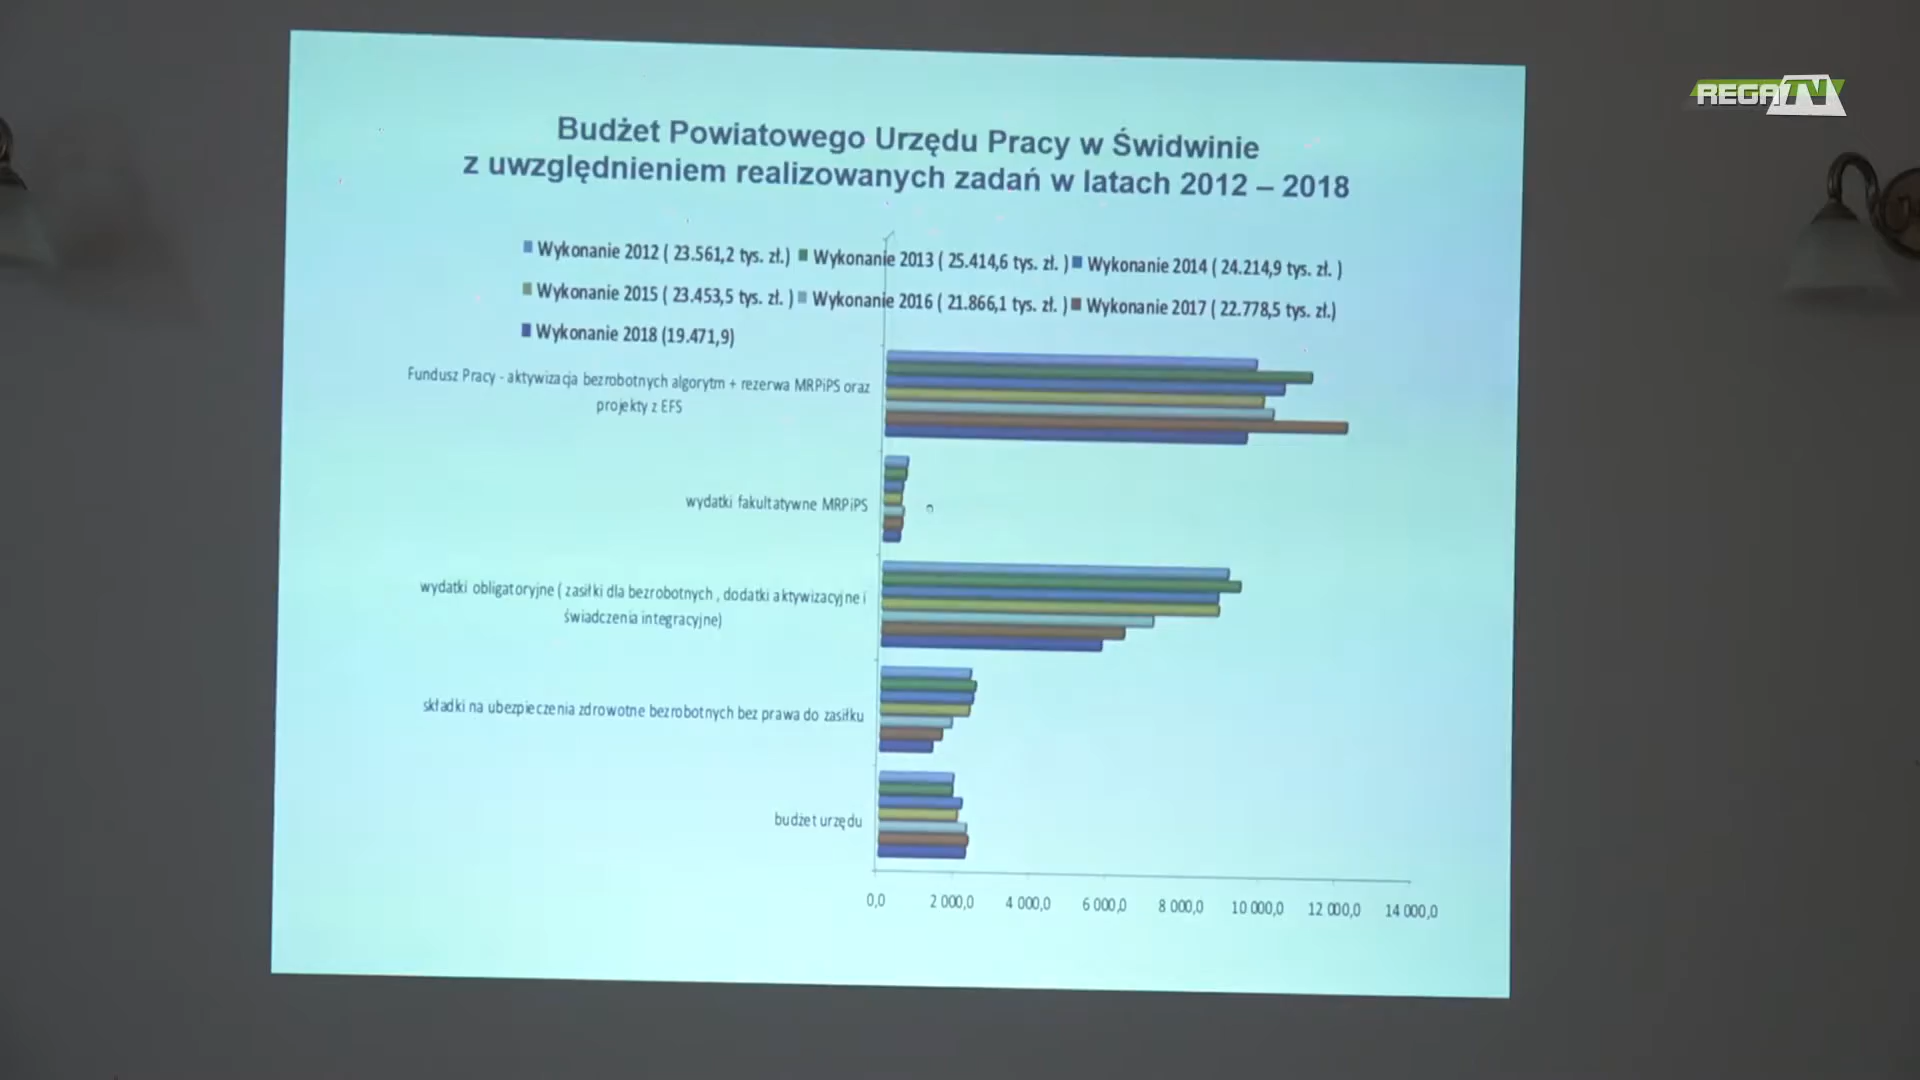 REGA TV
Budżet Powiatowego Urzędu Pracy w Świdwinie
z uwzględnieniem realizowanych zadań w latach 2012 – 2018
Wykonanie 2012 ( 23.561,2 tys. zł.) Wykonanie 2013 ( 25.414,6 tys. zł. ) Wykonanie 2014 ( 24.214,9 tys. zł. )
Wykonanie 2015 ( 23.453,5 tys. zł. ) Wykonanie 2016 ( 21.866,1 tys. zł. ) Wykonanie 2017 ( 22.778,5 tys. zł.)
Wykonanie 2018 (19.471,9)
Fundusz Pracy - aktywizacja bezrobotnych algorytm + rezerwa MRPiPS oraz
projekty z EFS
wydatki fakultatywne MRPiPS
wydatki obligatoryjne ( zasiłki dla bezrobotnych , dodatki aktywizacyjne i
świadczenia integracyjne)
składki na ubezpieczenia zdrowotne bezrobotnych bez prawa do zasiłku
budżet urzędu
0,0 2 000,0 4 000,0 6 000,0 8 000,0 10 000,0 12 000,0 14 000,0